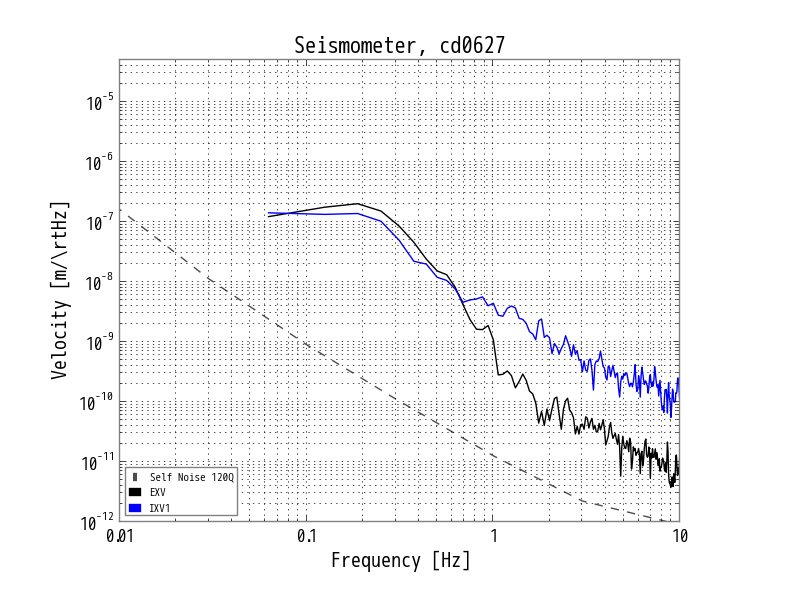 Seismometer, cd0627
Velocity [m/\rtHz]
10^-5
10^-6
10^-7
10^-8
10^-9
10^-10
10^-11
10^-12
Self Noise 120Q
EXV
IXV1
0.01
0.1
1
10
Frequency [Hz]